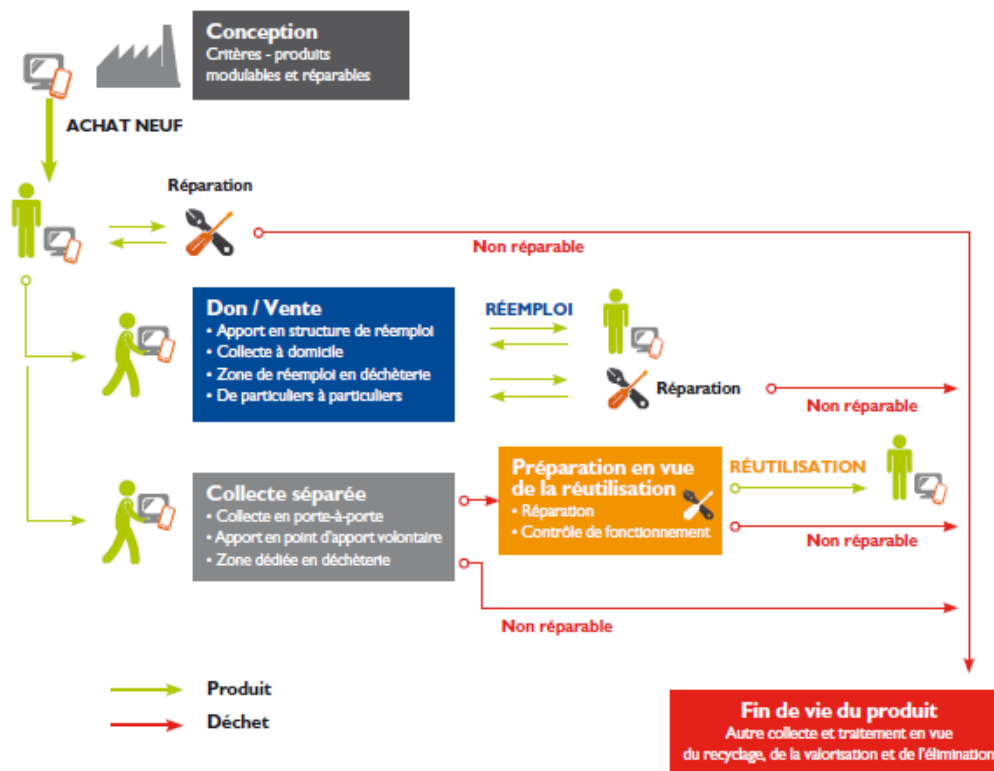 Conception
Critères - produits
modulables et réparables
ACHAT NEUF
Réparation
Non réparable
Don / Vente
• Apport en structure de réemploi
• Collecte à domicile
• Zone de réemploi en déchèterie
• De particuliers à particuliers
RÉEMPLOI
Réparation
Non réparable
Collecte séparée
• Collecte en porte-à-porte
• Apport en point d'apport volontaire
• Zone dédiée en déchèterie
Préparation en vue
de la réutilisation
• Réparation
• Contrôle de fonctionnement
RÉUTILISATION
Non réparable
Non réparable
Produit
Déchet
Fin de vie du produit
Autre collecte et traitement en vue
du recyclage, de la valorisation et de l'élimination